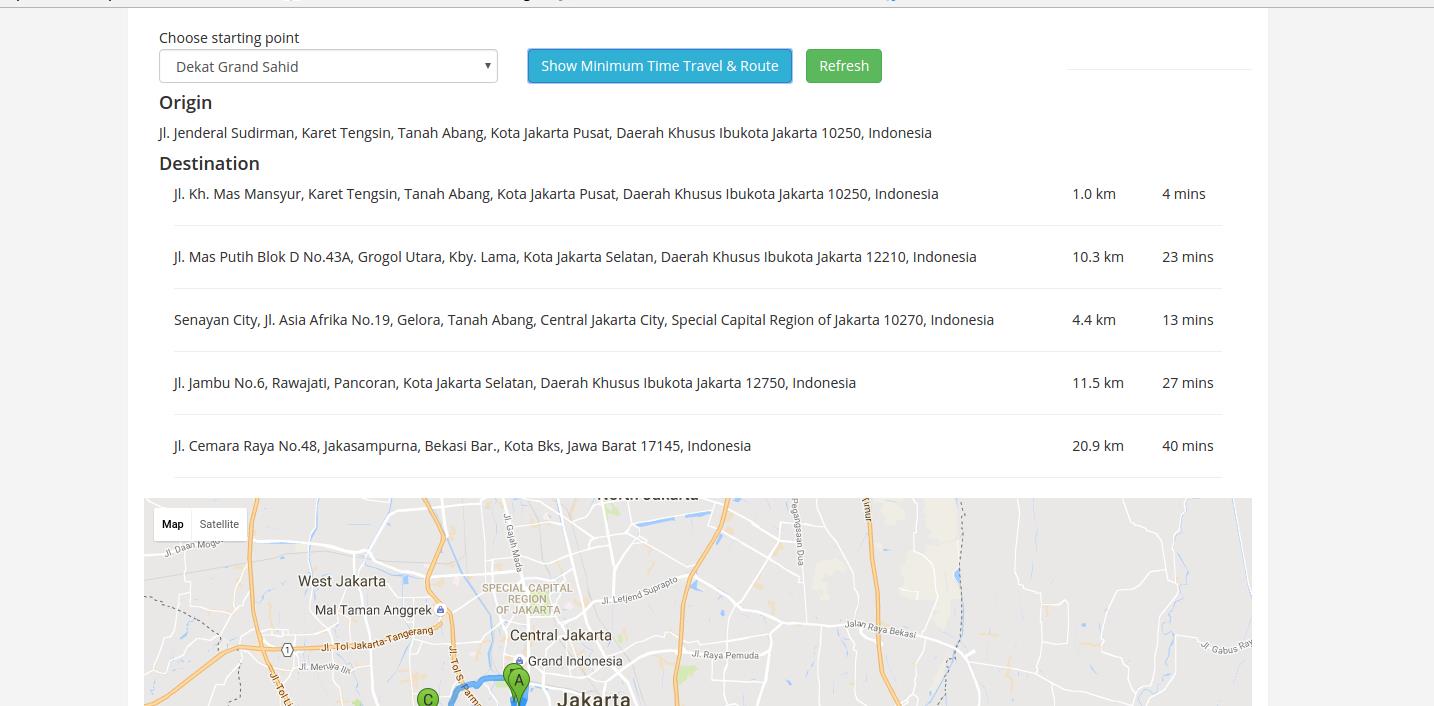 Choose starting point
Dekat Grand Sahid
Show Minimum Time Travel & Route
Refresh
Origin
Jl. Jenderal Sudirman, Karet Tengsin, Tanah Abang, Kota Jakarta Pusat, Daerah Khusus Ibukota Jakarta 10250, Indonesia
Destination
Jl. Kh. Mas Mansyur, Karet Tengsin, Tanah Abang, Kota Jakarta Pusat, Daerah Khusus Ibukota Jakarta 10250, Indonesia 1.0 km 4 mins
Jl. Mas Putih Blok D No.43A, Grogol Utara, Kby. Lama, Kota Jakarta Selatan, Daerah Khusus Ibukota Jakarta 12210, Indonesia 10.3 km 23 mins
Senayan City, Jl. Asia Afrika No.19, Gelora, Tanah Abang, Central Jakarta City, Special Capital Region of Jakarta 10270, Indonesia 4.4 km 13 mins
Jl. Jambu No.6, Rawajati, Pancoran, Kota Jakarta Selatan, Daerah Khusus Ibukota Jakarta 12750, Indonesia 11.5 km 27 mins
Jl. Cemara Raya No.48, Jakasampurna, Bekasi Bar., Kota Bks, Jawa Barat 17145, Indonesia 20.9 km 40 mins
North Jakarta
Map Satellite
Jl. Daan Mogot
Jl. Gajah Mada
Pegangsaan Dua
Timur
West Jakarta
SPECIAL CAPITAL
REGION
OF JAKARTA
Jl. Letjend Suprapto
Mal Taman Anggrek
Jl. Tol Jakarta-Tangerang
Central Jakarta
Jalan Raya Bekasi
1
Grand Indonesia
Jl. Raya Pemuda
Jl. Gabus Ray
Jl. Tol S. Parm
Jl. Tol Li
A
C
Jakarta